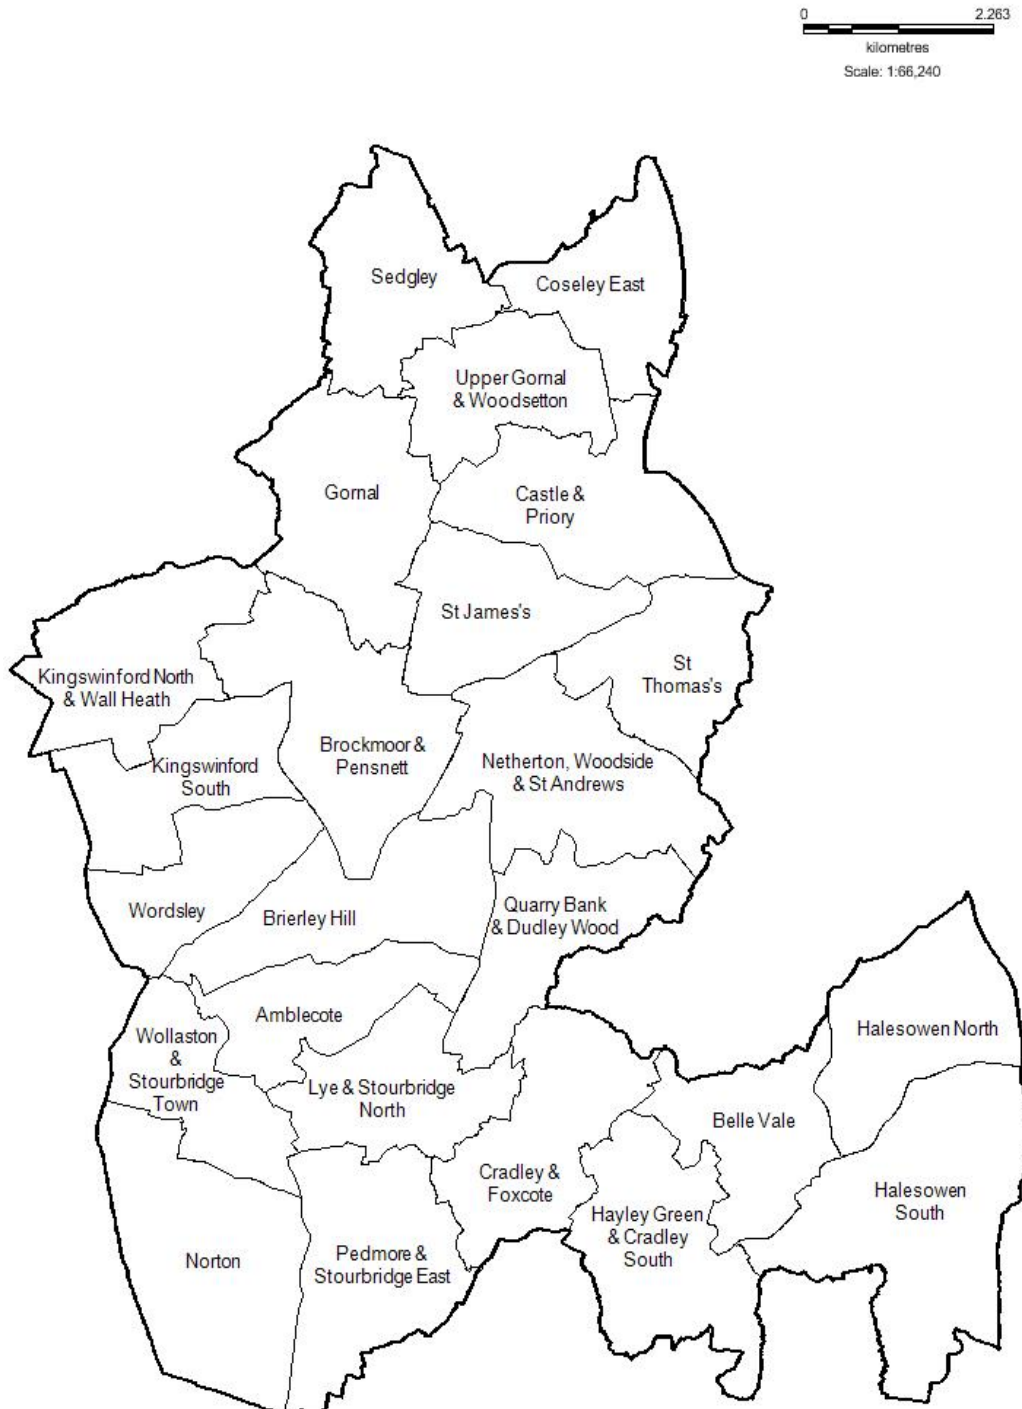 0 2.263
kilometres
Scale: 1:66,240
Sedgley
Coseley East
Upper Gornal
& Woodsetton
Gornal
Castle &
Priory
St James's
St
Thomas's
Kingswinford North
& Wall Heath
Brockmoor &
Pensnett
Kingswinford
South
Netherton, Woodside
& St Andrews
Wordsley
Brierley Hill
Quarry Bank
& Dudley Wood
Amblecote
Wollaston
&
Stourbridge
Town
Halesowen North
Lye & Stourbridge
North
Belle Vale
Cradley &
Foxcote
Halesowen
South
Hayley Green
& Cradley
South
Norton
Pedmore &
Stourbridge East